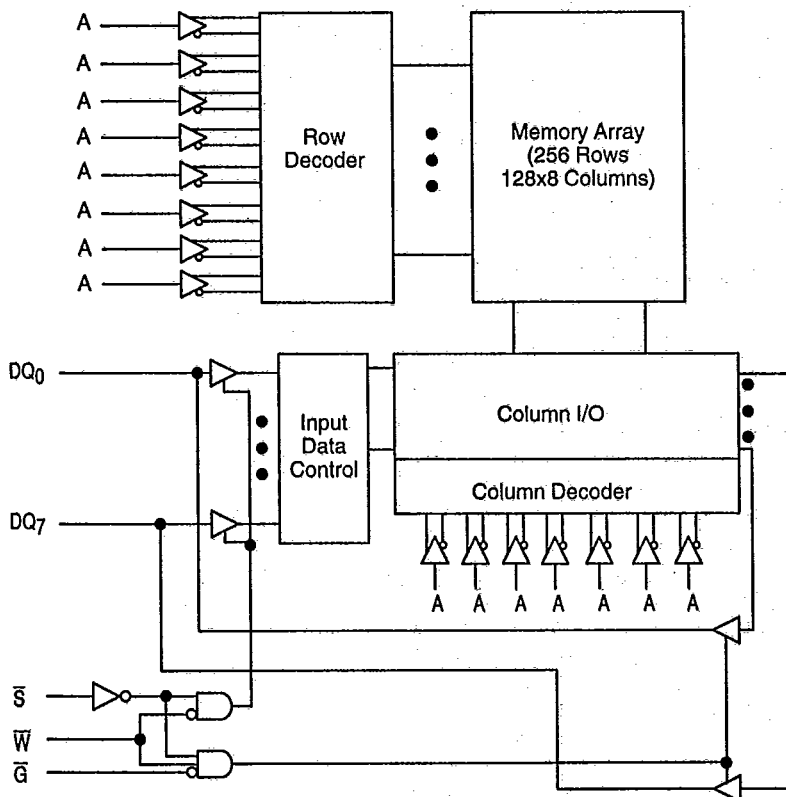 A
A
A
A
A
A
A
A
Row
Decoder
Memory Array
(256 Rows
128x8 Columns)
DQ0
DQ7
Input
Data
Control
Column I/O
Column Decoder
A A A A A A A
S̅
W̅
G̅